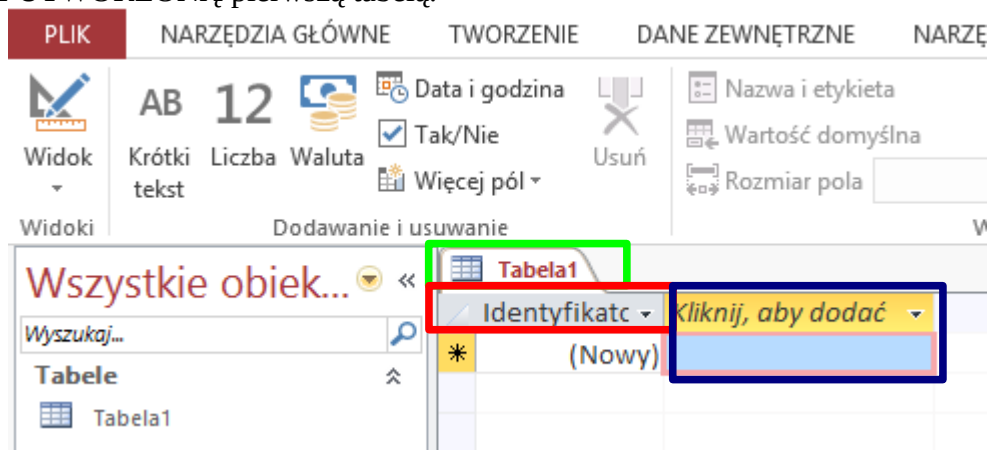 pierwszą
PLIK NARZĘDZIA GŁÓWNE TWORZENIE DANE ZEWNĘTRZNE NARZĘ
Widok
AB
Krótki tekst
12
Liczba
Waluta
Data i godzina
Tak/Nie
Więcej pól
Usuń
Nazwa i etykieta
Wartość domyślna
Rozmiar pola
Widoki Dodawanie i usuwanie W
Wszystkie obiek... «
Wyszukaj...
Tabele
Tabela1
Tabela1
Identyfikatc Kliknij, aby dodać
(Nowy)